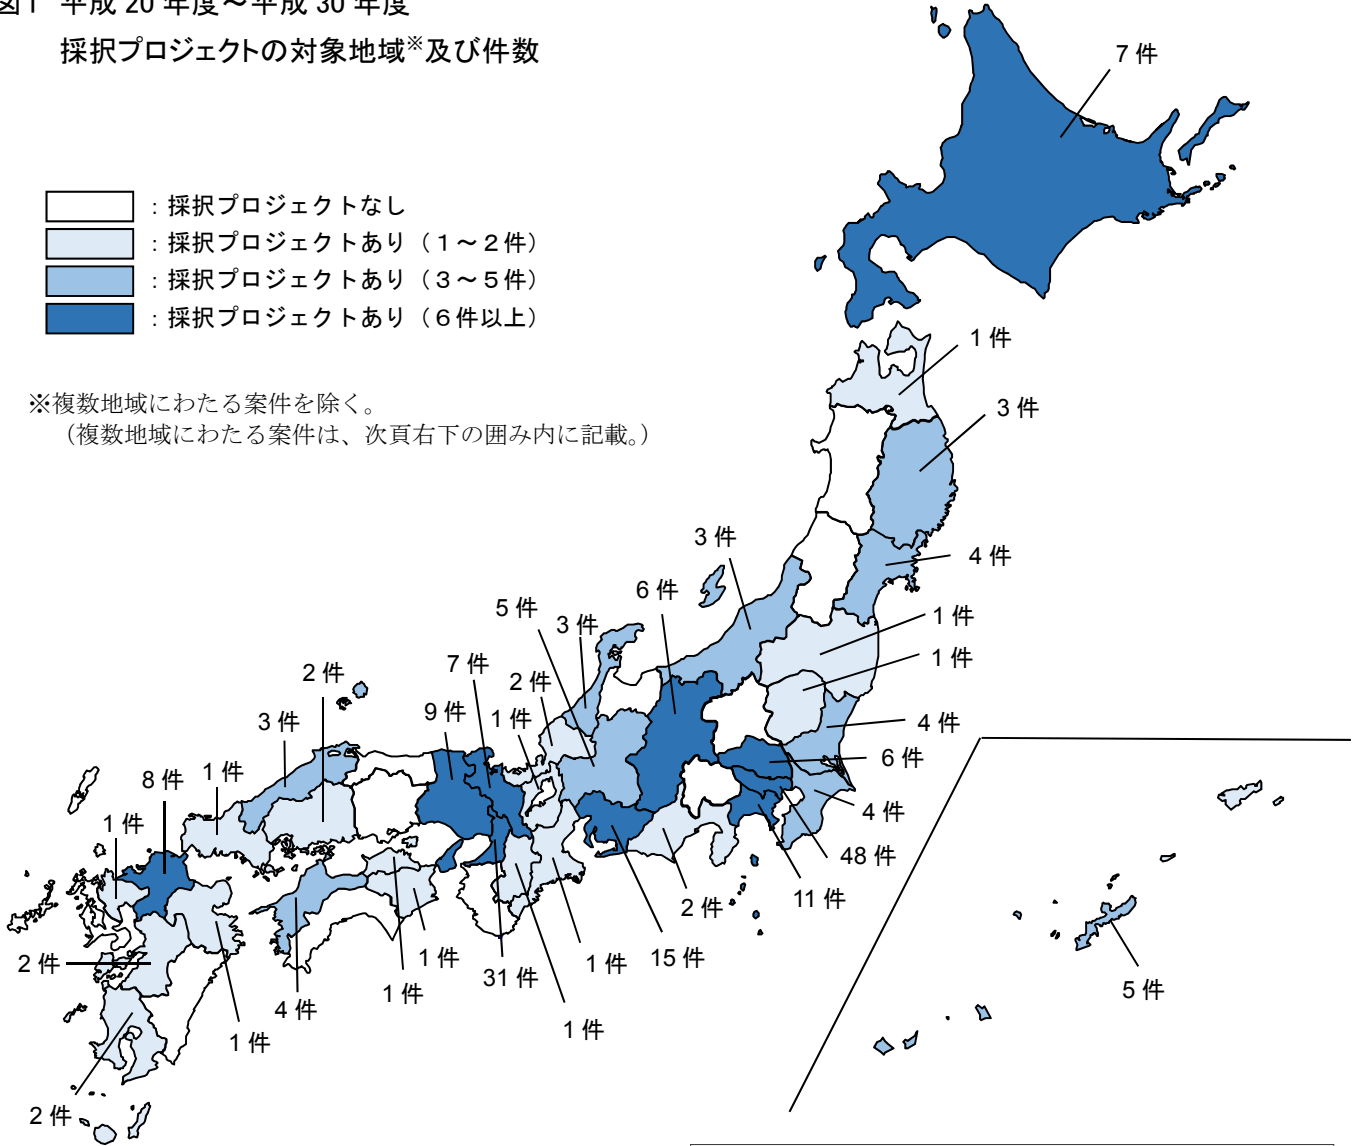 図1 平成 20 年度～平成 30 年度
採択プロジェクトの対象地域※及び件数
：採択プロジェクトなし
：採択プロジェクトあり（１～２件）
：採択プロジェクトあり（３～５件）
：採択プロジェクトあり（６件以上）
※複数地域にわたる案件を除く。
（複数地域にわたる案件は、次頁右下の囲み内に記載。）
7 件
1 件
3 件
3 件
4 件
6 件
5 件
3 件
1 件
7 件
1 件
2 件
2 件
9 件
1 件
3 件
4 件
6 件
1 件
8 件
4 件
1 件
48 件
11 件
2 件
1 件
15 件
1 件
2 件
31 件
5 件
1 件
4 件
1 件
1 件
2 件